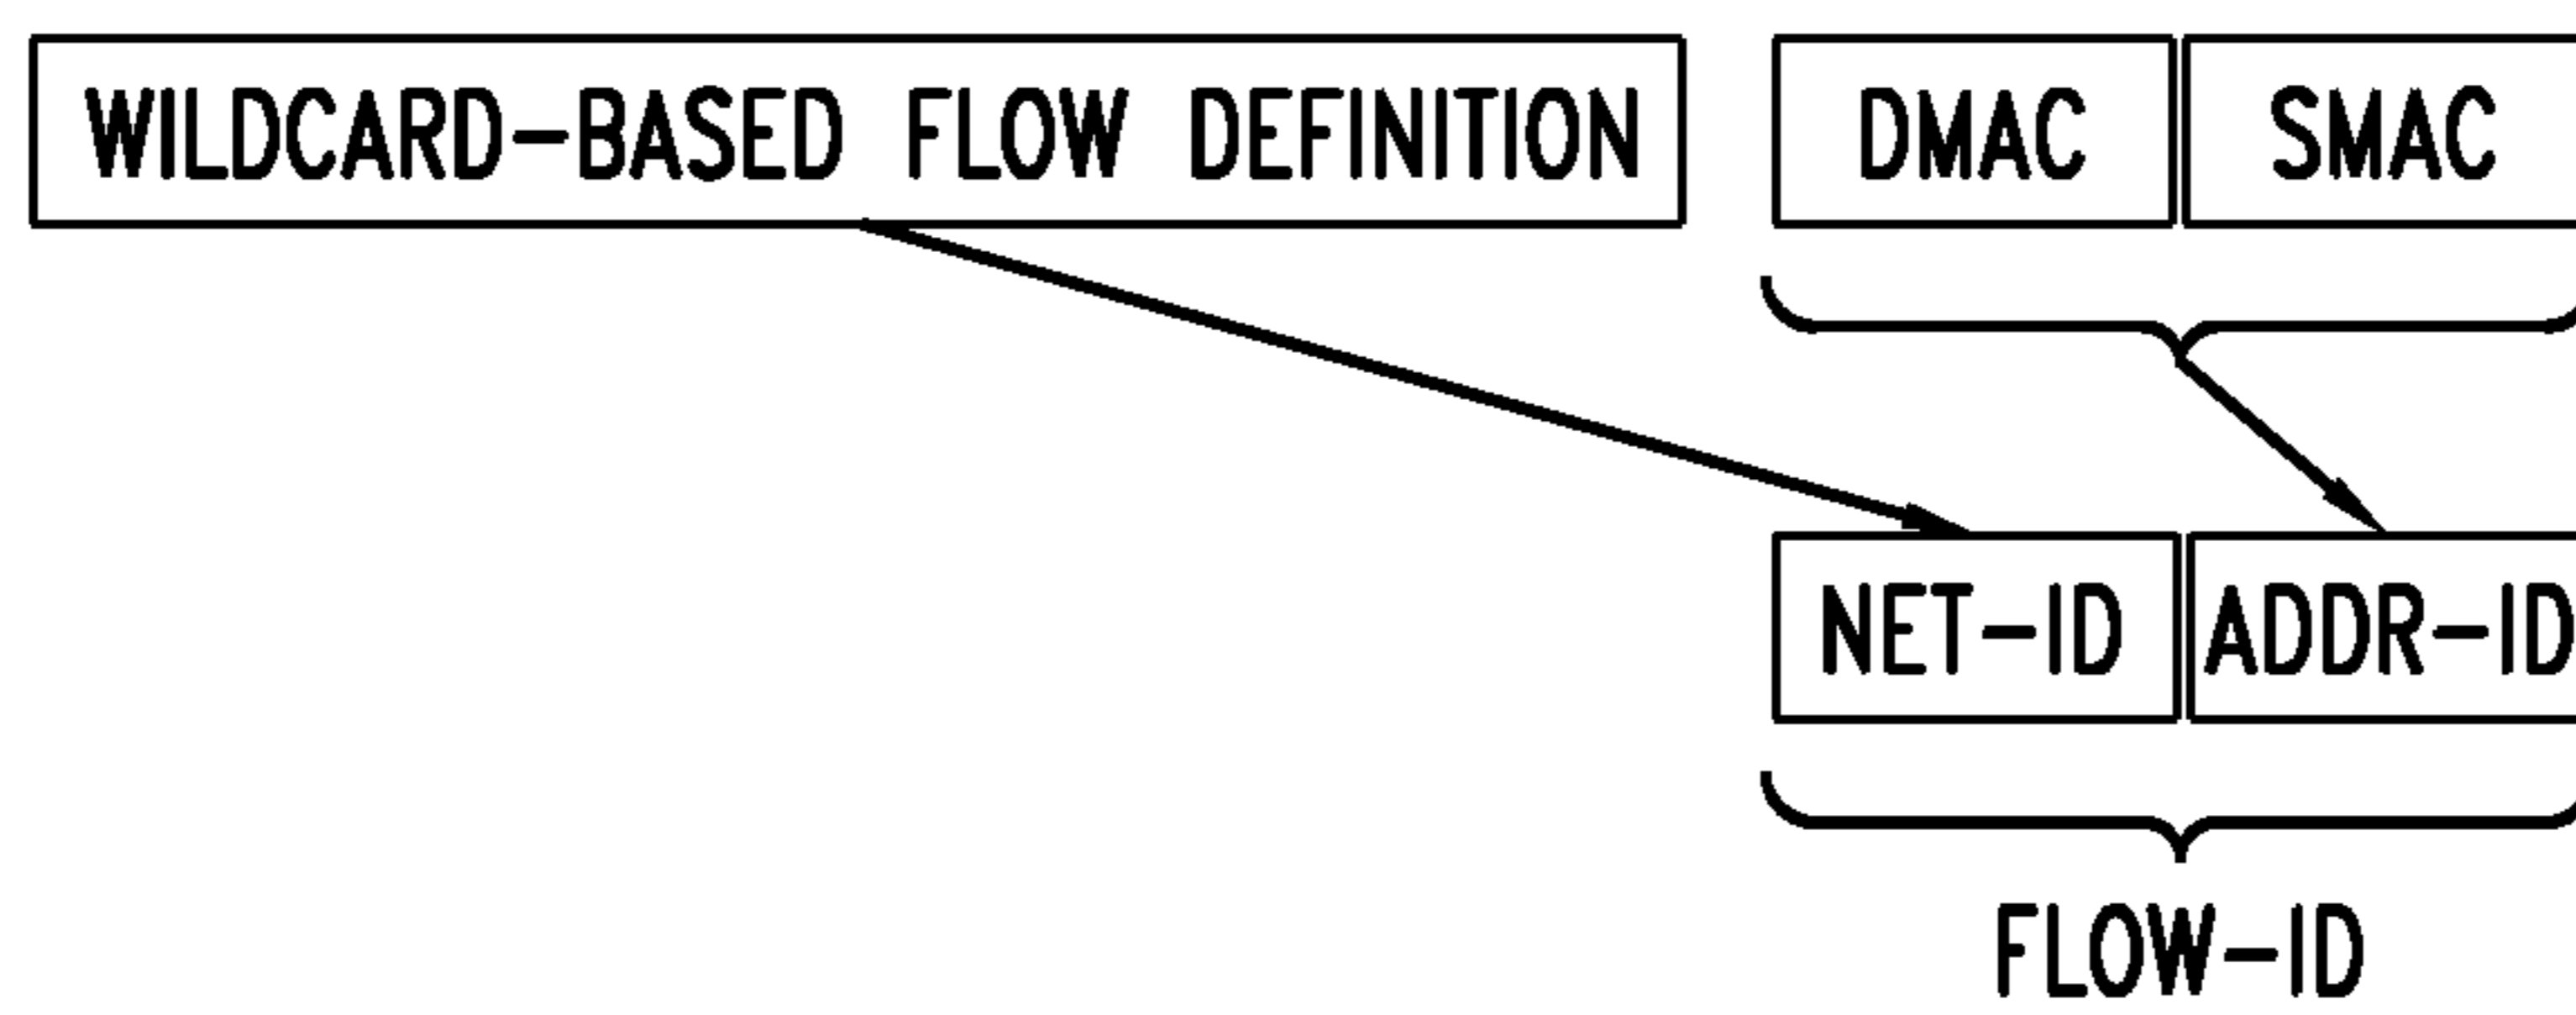 WILDCARD-BASED FLOW DEFINITION DMAC SMAC
NET-ID ADDR-ID
FLOW-ID